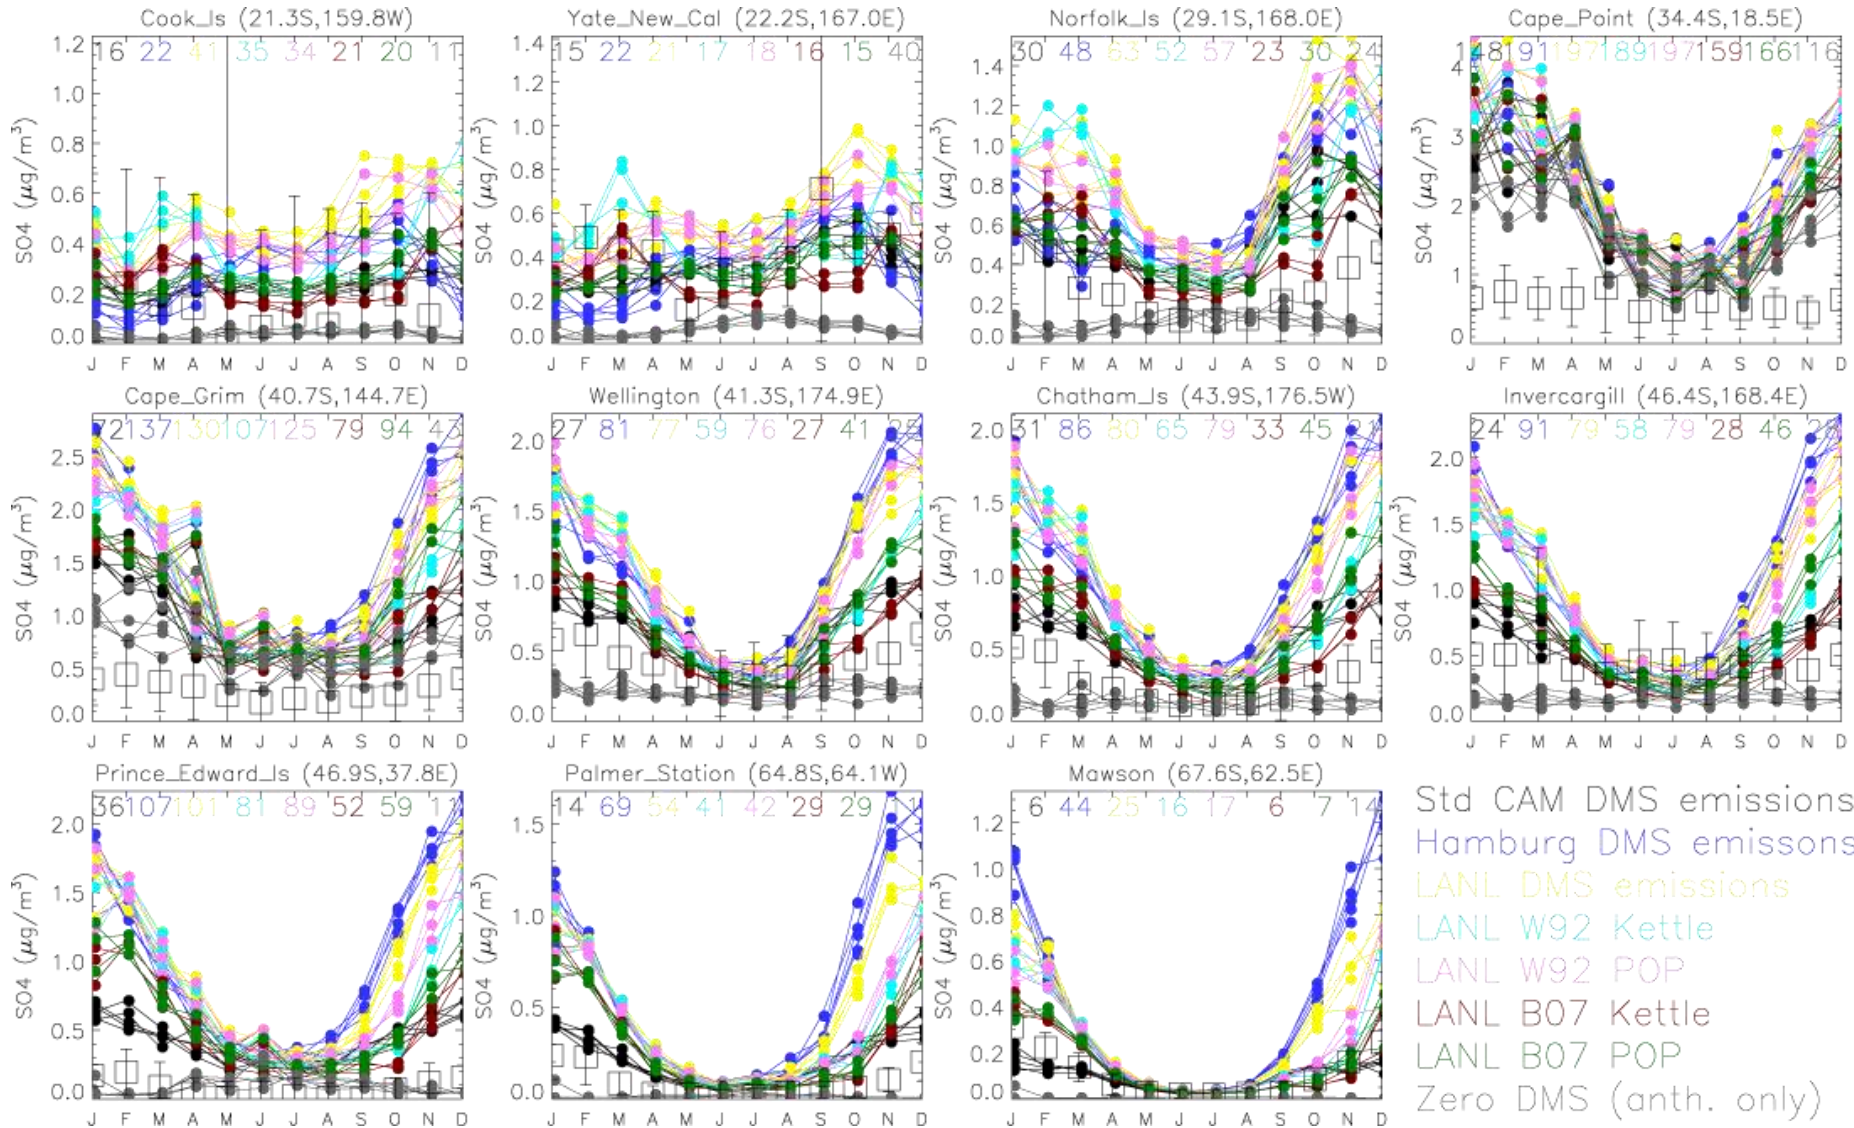 Cook_Is (21.3S,159.8W)
16 22 41 35 34 21 20 11
SO4 (μg/m³)
1.2
1.0
0.8
0.6
0.4
0.2
0.0
J F M A M J J A S O N D
Yate_New_Cal (22.2S,167.0E)
15 22 21 17 18 16 15 40
SO4 (μg/m³)
1.4
1.2
1.0
0.8
0.6
0.4
0.2
0.0
J F M A M J J A S O N D
Norfolk_Is (29.1S,168.0E)
30 48 63 52 57 23 30 24
SO4 (μg/m³)
1.4
1.2
1.0
0.8
0.6
0.4
0.2
0.0
J F M A M J J A S O N D
Cape_Point (34.4S,18.5E)
191 197 189 197 159 166 116
SO4 (μg/m³)
4
3
2
1
0
J F M A M J J A S O N D
Cape_Grim (40.7S,144.7E)
72 137 130 107 125 79 94
SO4 (μg/m³)
2.5
2.0
1.5
1.0
0.5
0.0
J F M A M J J A S O N D
Wellington (41.3S,174.9E)
27 81 77 59 76 27 41
SO4 (μg/m³)
2.0
1.5
1.0
0.5
0.0
J F M A M J J A S O N D
Chatham_Is (43.9S,176.5W)
31 86 80 65 79 33 45
SO4 (μg/m³)
2.0
1.5
1.0
0.5
0.0
J F M A M J J A S O N D
Invercargill (46.4S,168.4E)
24 91 79 58 79 28 46
SO4 (μg/m³)
2.0
1.5
1.0
0.5
0.0
J F M A M J J A S O N D
Prince_Edward_Is (46.9S,37.8E)
36 107 101 81 89 52 59
SO4 (μg/m³)
2.0
1.5
1.0
0.5
0.0
J F M A M J J A S O N D
Palmer_Station (64.8S,64.1W)
14 69 54 41 42 29 29
SO4 (μg/m³)
1.5
1.0
0.5
0.0
J F M A M J J A S O N D
Mawson (67.6S,62.5E)
6 44 25 16 17 6 7 14
SO4 (μg/m³)
1.2
1.0
0.8
0.6
0.4
0.2
0.0
J F M A M J J A S O N D
Std CAM DMS emissions
Hamburg DMS emissons
LANL DMS emissions
LANL W92 Kettle
LANL W92 POP
LANL B07 Kettle
LANL B07 POP
Zero DMS (anth. only)